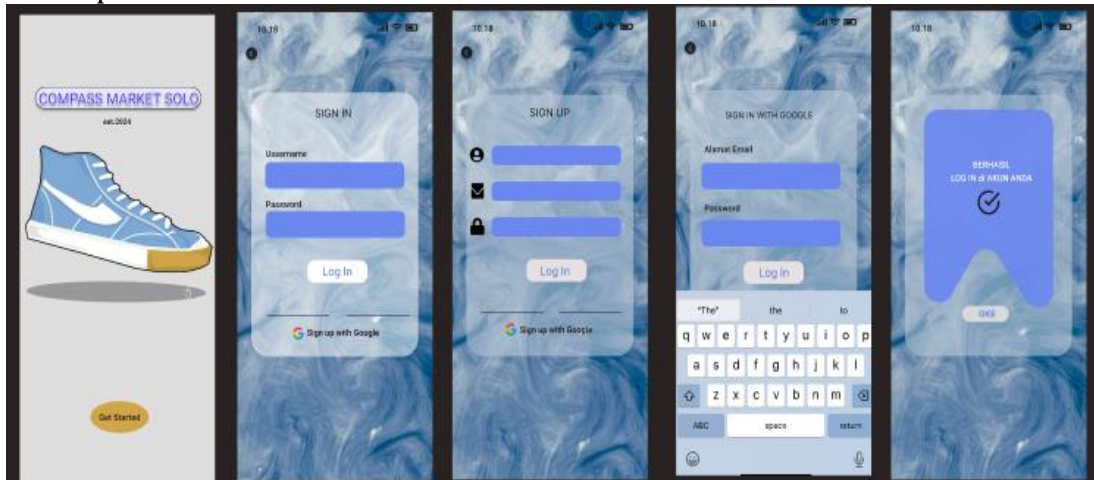 COMPASS MARKET SOLO
est.2024
Get Started
10.18
SIGN IN
Username
Password
Log In
Sign up with Google
10.18
SIGN UP
Log In
Sign up with Google
10.18
SIGN IN WITH GOOGLE
Alamat Email
Password
Log In
"The" the to
q w e r t y u i o p
a s d f g h j k l
z x c v b n m
ABC space return
10.18
BERHASIL
LOG IN di AKUN ANDA
OKE